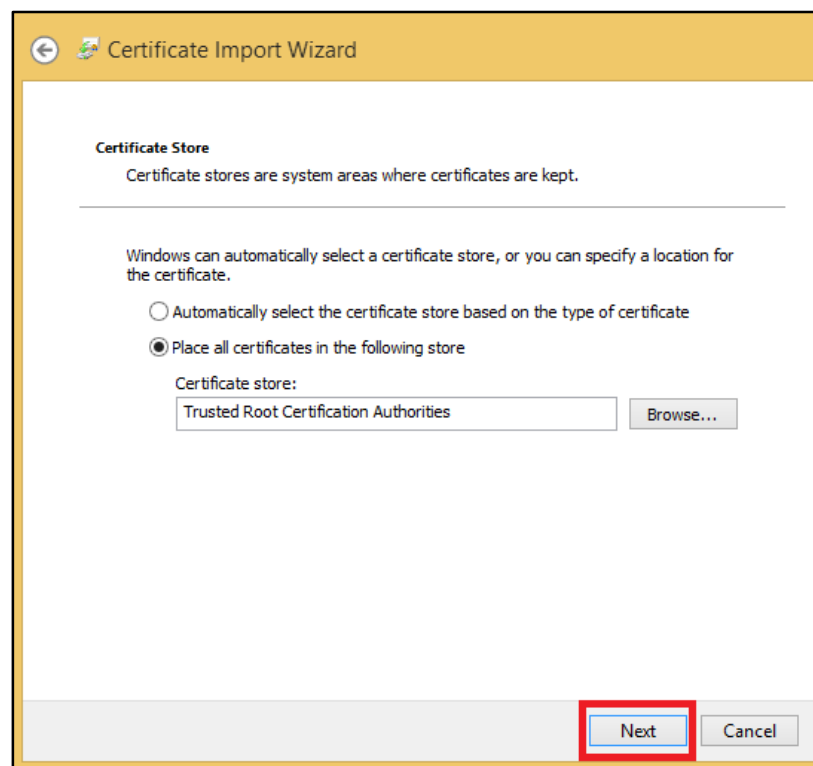 Certificate Import Wizard
Certificate Store
Certificate stores are system areas where certificates are kept.
Windows can automatically select a certificate store, or you can specify a location for
the certificate.
Automatically select the certificate store based on the type of certificate
Place all certificates in the following store
Certificate store:
Trusted Root Certification Authorities
Browse...
Next
Cancel